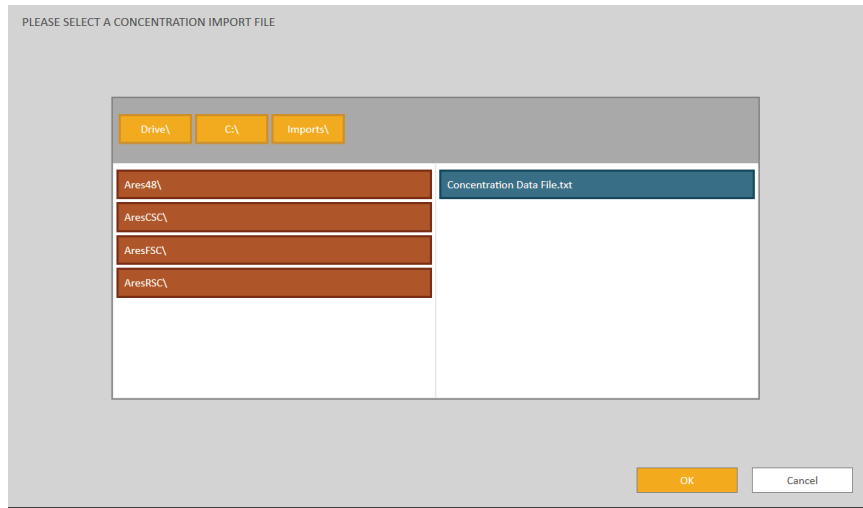 PLEASE SELECT A CONCENTRATION IMPORT FILE
Drive\ C:\ Imports\
Ares48\ Concentration Data File.txt
AresCSC\
AresFSC\
AresRSC\
OK Cancel